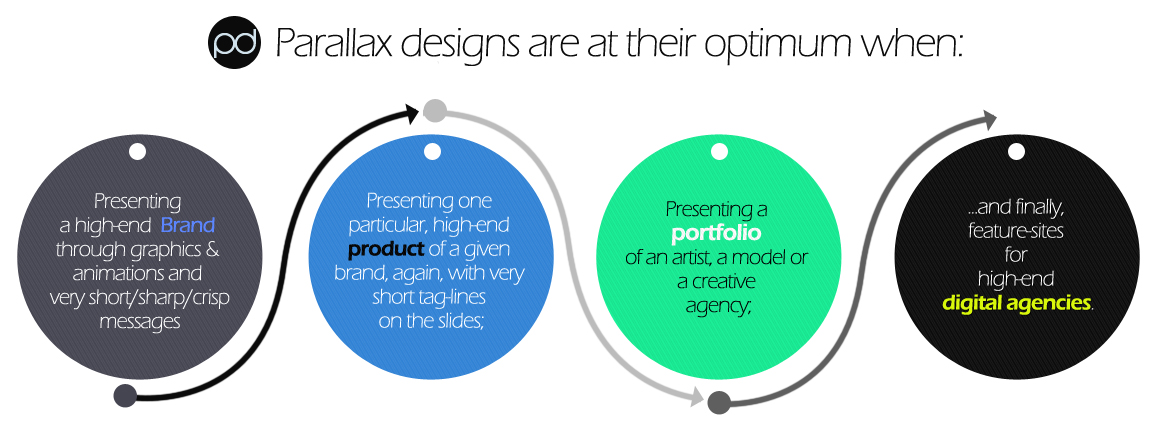 pd Parallax designs are at their optimum when:
Presenting
a high-end Brand
through graphics &
animations and
very short/sharp/crisp
messages
Presenting one
particular, high-end
product of a given
brand, again, with very
short tag-lines
on the slides;
Presenting a
portfolio
of an artist, a model or
a creative
agency;
...and finally,
feature-sites
for
high-end
digital agencies.